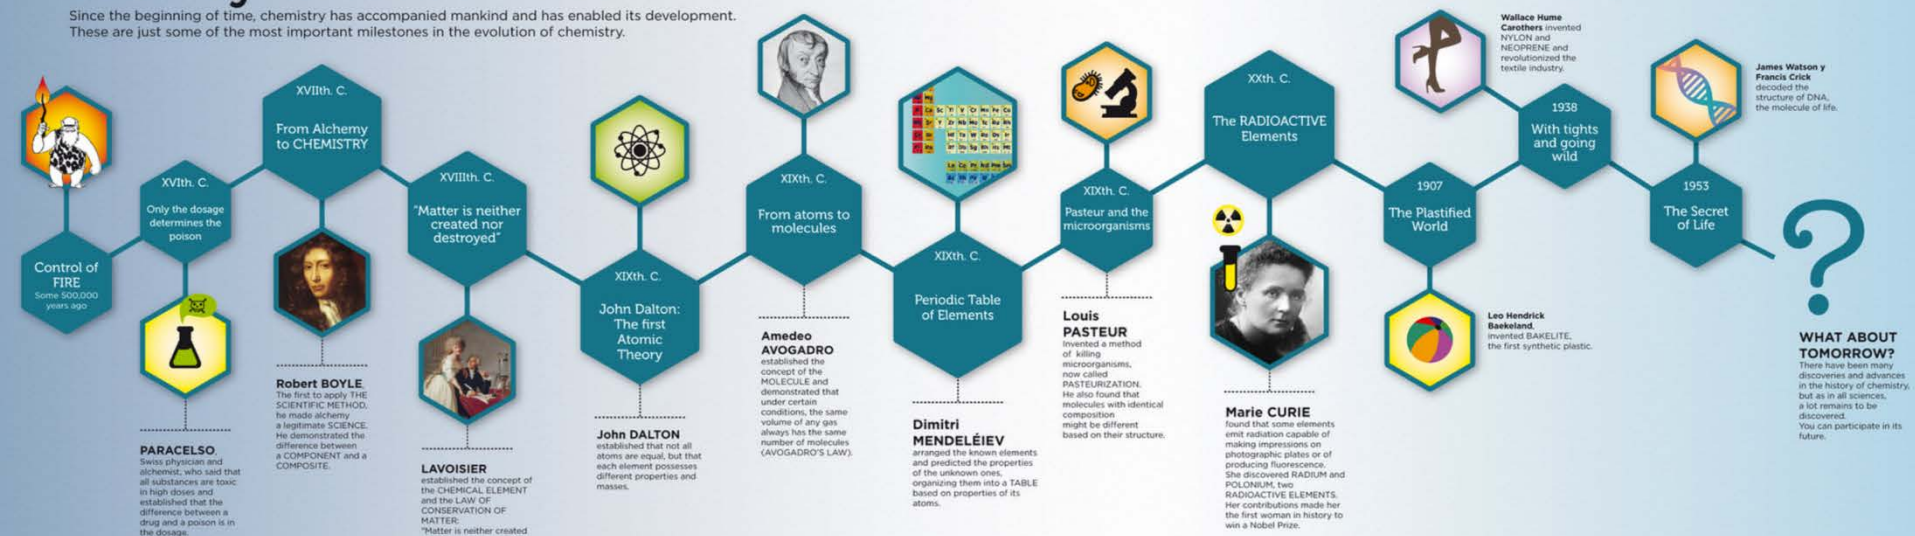 Since the beginning of time, chemistry has accompanied mankind and has enabled its development.
These are just some of the most important milestones in the evolution of chemistry.
Control of
FIRE
Some 500,000
years ago
XVIth. C.
Only the dosage
determines the
poison
PARACELSO,
Swiss physician and
alchemist, who said that
all substances are toxic
in high doses and
established that the
difference between a
drug and a poison is in
the dosage.
XVIIth. C.
From Alchemy
to CHEMISTRY
Robert BOYLE,
The first to apply THE
SCIENTIFIC METHOD,
he made alchemy
a legitimate SCIENCE.
He demonstrated the
difference between
a COMPONENT and a
COMPOSITE.
XVIIIth. C.
"Matter is neither
created nor
destroyed"
LAVOISIER
established the concept of
the CHEMICAL ELEMENT
and the LAW OF
CONSERVATION OF
MATTER:
"Matter is neither created
XIXth. C.
John Dalton:
The first
Atomic
Theory
John DALTON
established that not all
atoms are equal, but that
each element possesses
different properties and
masses.
XIXth. C.
From atoms to
molecules
Amedeo
AVOGADRO
established the
concept of the
MOLECULE and
demonstrated that
under certain
conditions, the same
volume of any gas
always has the same
number of molecules
(AVOGADRO'S LAW).
XIXth. C.
Periodic Table
of Elements
Dimitri
MENDELÉIEV
arranged the known elements
and predicted the properties
of the unknown ones,
organizing them into a TABLE
based on properties of its
atoms.
XIXth. C.
Pasteur and the
microorganisms
Louis
PASTEUR
Invented a method
of killing
microorganisms,
now called
PASTEURIZATION.
He also found that
molecules with identical
composition
might be different
based on their structure.
XXth. C.
The RADIOACTIVE
Elements
Marie CURIE
found that some elements
emit radiation capable of
making impressions on
photographic plates or of
producing fluorescence.
She discovered RADIUM and
POLONIUM, two
RADIOACTIVE ELEMENTS.
Her contributions made her
the first woman in history to
win a Nobel Prize.
1907
The Plastified
World
Leo Hendrick
Baekeland,
invented BAKELITE,
the first synthetic plastic.
1938
With tights
and going
wild
Wallace Hume
Carothers invented
NYLON and
NEOPRENE and
revolutionized the
textile industry.
1953
The Secret
of Life
James Watson y
Francis Crick
decoded the
structure of DNA,
the molecule of life.
?
WHAT ABOUT
TOMORROW?
There have been many
discoveries and advances
in the history of chemistry,
but as in all sciences,
a lot remains to be
discovered.
You can participate in its
future.